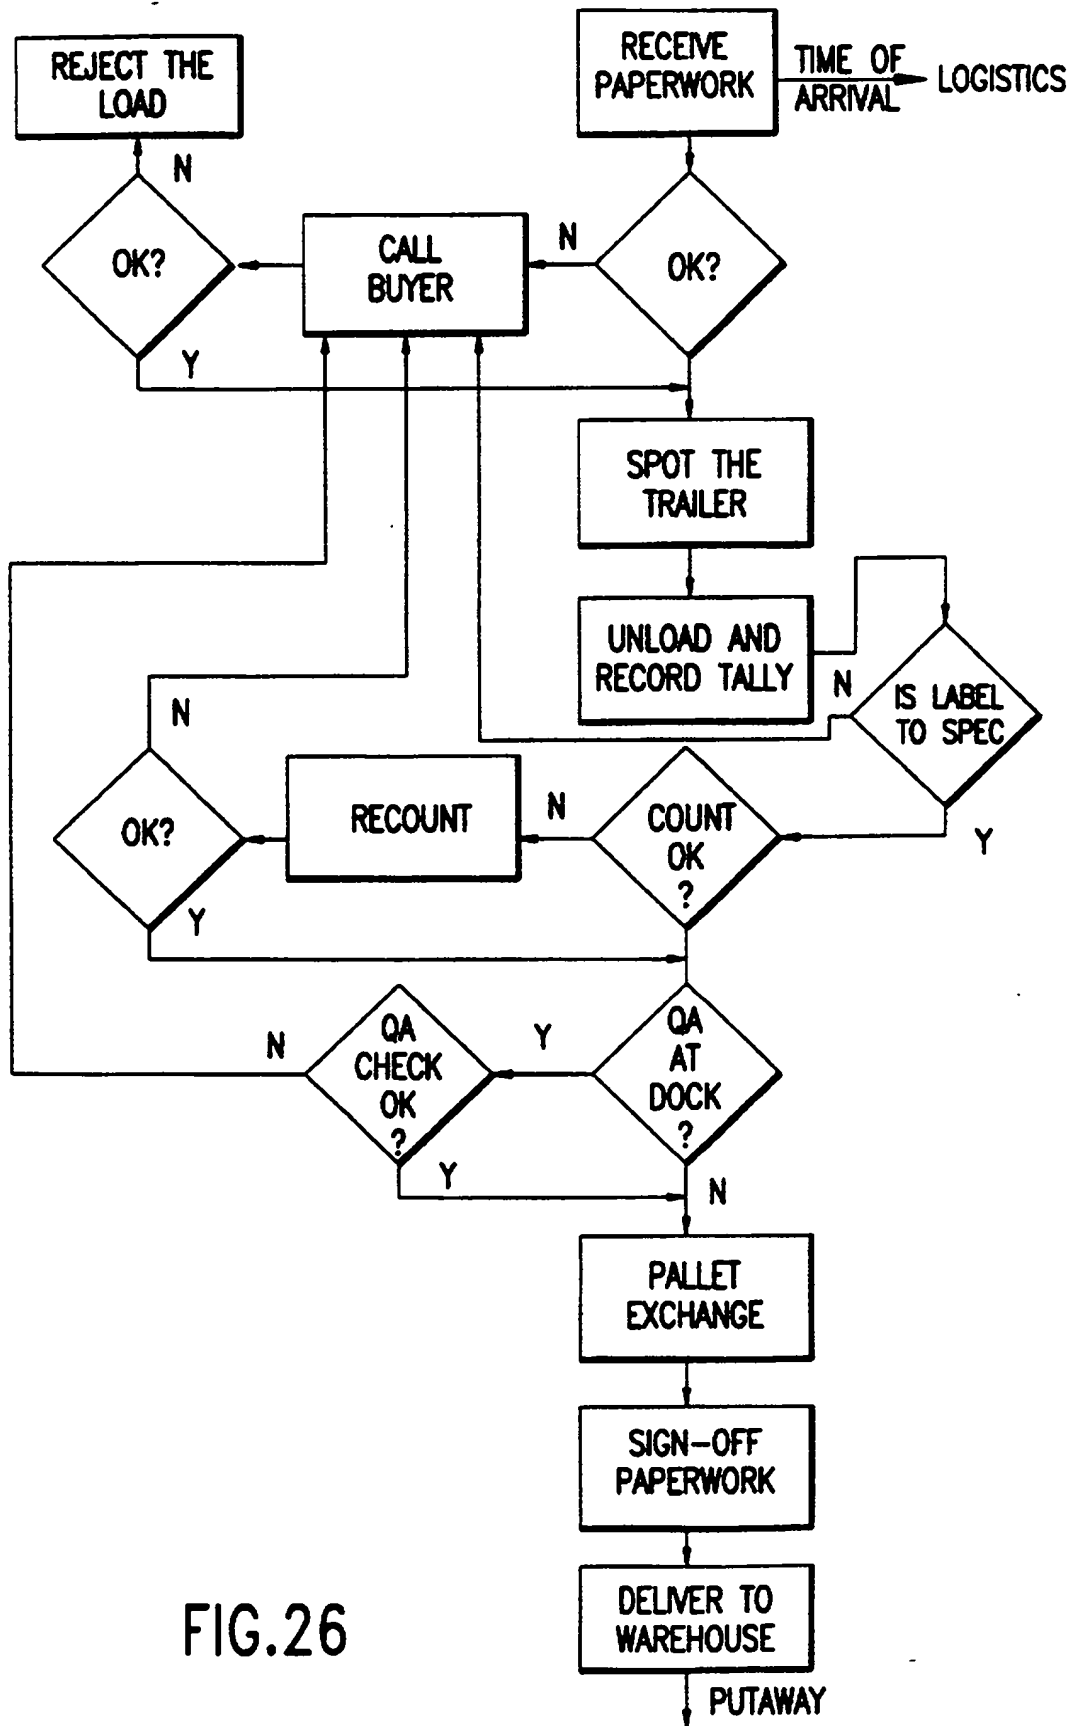 RECEIVE
PAPERWORK
TIME OF
ARRIVAL
LOGISTICS
REJECT THE
LOAD
N
OK?
Y
CALL
BUYER
N
OK?
SPOT THE
TRAILER
UNLOAD AND
RECORD TALLY
N
IS LABEL
TO SPEC
Y
COUNT
OK
?
N
RECOUNT
OK?
N
Y
QA
AT
DOCK
?
Y
N
QA
CHECK
OK
?
N
Y
PALLET
EXCHANGE
SIGN-OFF
PAPERWORK
DELIVER TO
WAREHOUSE
PUTAWAY
FIG.26